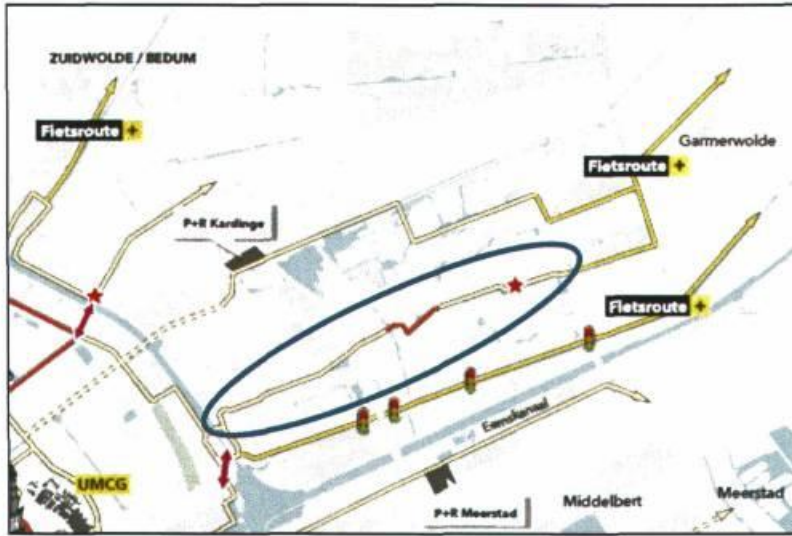 ZUIDWOLDE / BEDUM
Fietsroute +
Garmerwolde
Fietsroute +
P+R Kardinge
Fietsroute +
Eemskanaal
UMCG
Middelbert
Meerstad
P+R Meerstad